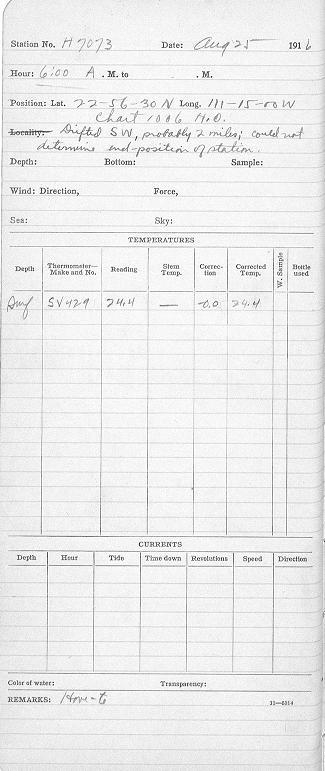 Station No. H7073 Date: Aug 25 1916
Hour: 6:00 A . M. to . M.
Position: Lat. 22-56-30 N Long. 111-15-00 W
Chart 1006 H.O.
Locality: Drifted SW, probably 2 miles; could not
determine end-position of station.
Depth: Bottom: Sample:
Wind: Direction, Force,
Sea: Sky:
TEMPERATURES
Depth Thermometer— Make and No. Reading Stem Temp. Correc- tion Corrected Temp. W. Sample Bottle used
Surf SV429 24.4 — -0.0 24.4
CURRENTS
Depth Hour Tide Time down Revolutions Speed Direction
Color of water: Transparency:
REMARKS: Hove-to
11—6314